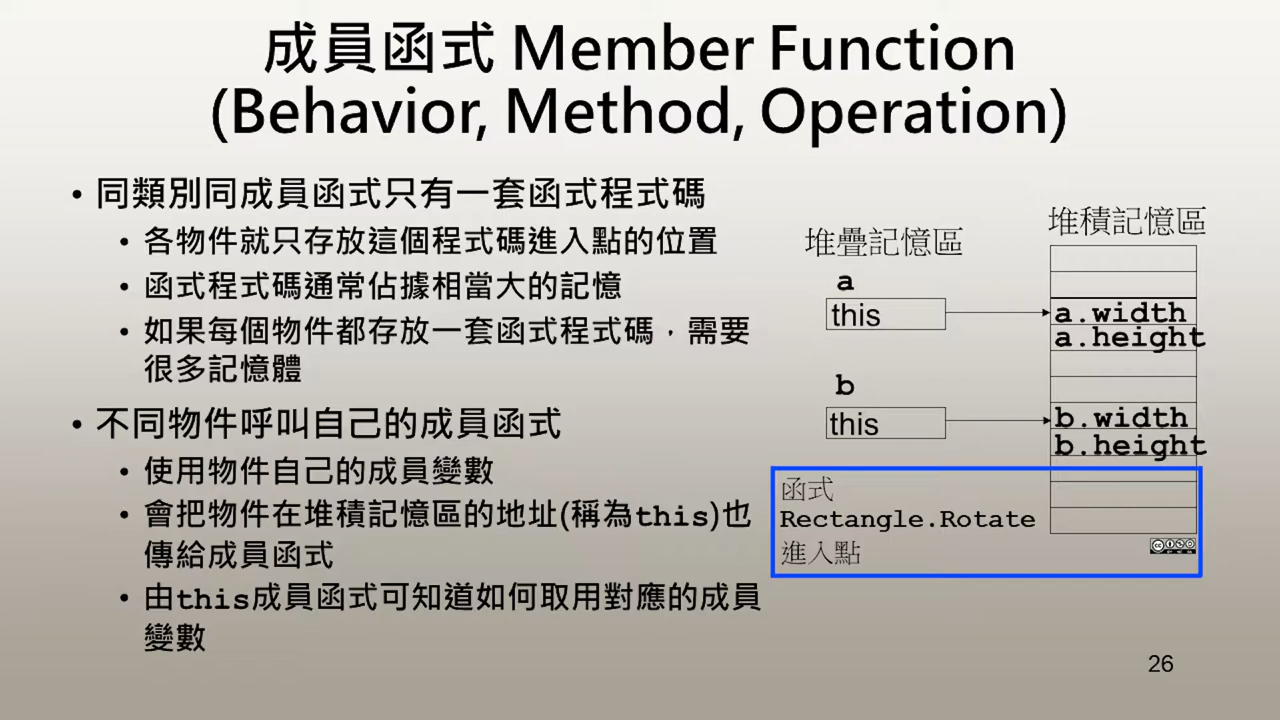 成員函式 Member Function
(Behavior, Method, Operation)
• 同類別同成員函式只有一套函式程式碼
• 各物件就只存放這個程式碼進入點的位置
• 函式程式碼通常佔據相當大的記憶
• 如果每個物件都存放一套函式程式碼，需要
很多記憶體
• 不同物件呼叫自己的成員函式
• 使用物件自己的成員變數
• 會把物件在堆積記憶區的地址(稱為this)也
傳給成員函式
• 由this成員函式可知道如何取用對應的成員
變數
堆疊記憶區
堆積記憶區
a
this
a.width
a.height
b
this
b.width
b.height
函式
Rectangle.Rotate
進入點
26